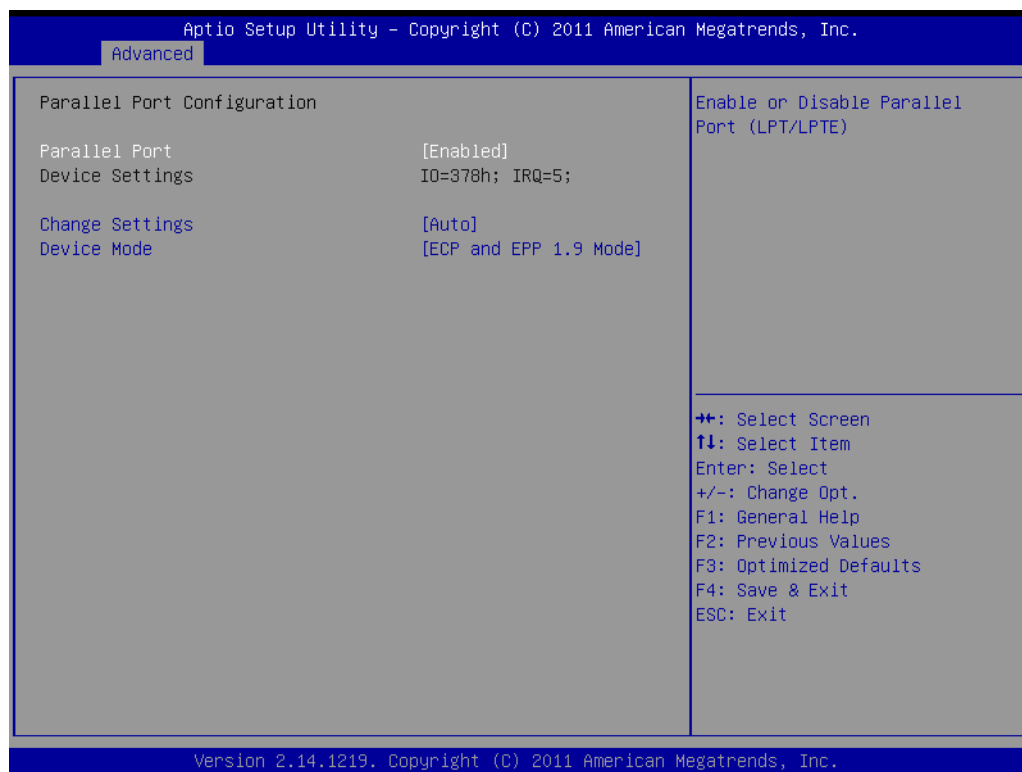 Aptio Setup Utility – Copyright (C) 2011 American Megatrends, Inc.
Advanced
Parallel Port Configuration
Parallel Port [Enabled]
Device Settings IO=378h; IRQ=5;
Change Settings [Auto]
Device Mode [ECP and EPP 1.9 Mode]
Enable or Disable Parallel
Port (LPT/LPTE)
→←: Select Screen
↑↓: Select Item
Enter: Select
+/-: Change Opt.
F1: General Help
F2: Previous Values
F3: Optimized Defaults
F4: Save & Exit
ESC: Exit
Version 2.14.1219. Copyright (C) 2011 American Megatrends, Inc.